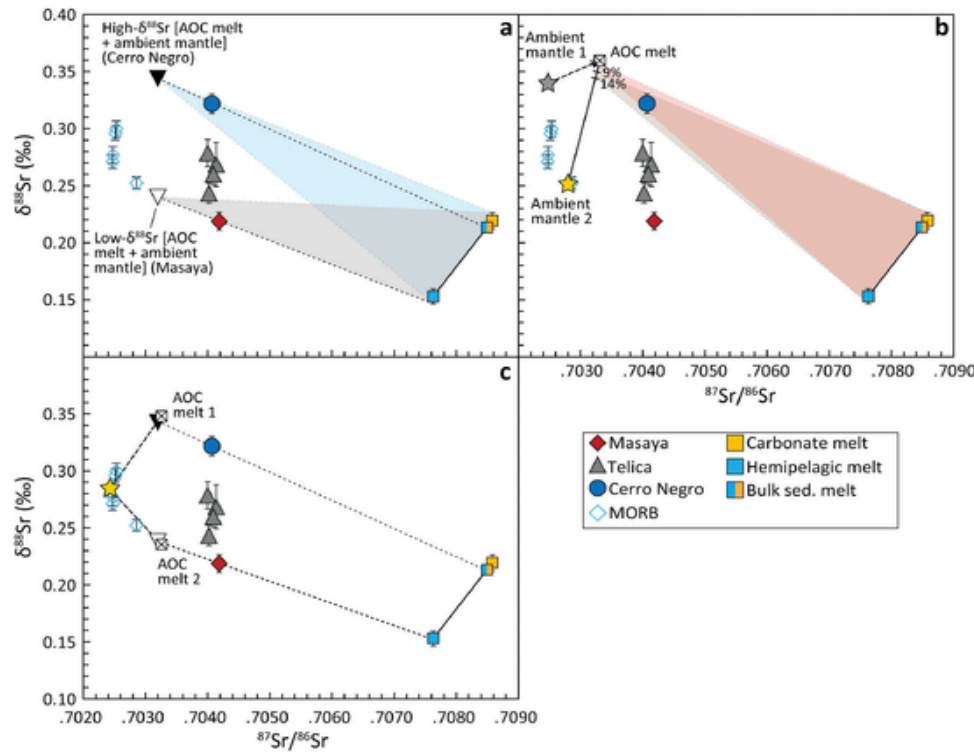 0.40
0.35
0.30
0.25
0.20
0.15
δ⁸⁸Sr (‰)
High-δ⁸⁸Sr [AOC melt
+ ambient mantle]
(Cerro Negro)
a
Low-δ⁸⁸Sr [AOC
melt + ambient
mantle] (Masaya)
Ambient
mantle 1
AOC melt
b
9%
14%
Ambient
mantle 2
.7030
.7040
.7050
.7060
.7070
.7080
.7090
⁸⁷Sr/⁸⁶Sr
c
AOC
melt 1
AOC
melt 2
0.35
0.30
0.25
0.20
0.15
0.10
δ⁸⁸Sr (‰)
.7020
.7030
.7040
.7050
.7060
.7070
.7080
.7090
⁸⁷Sr/⁸⁶Sr
Masaya
Telica
Cerro Negro
MORB
Carbonate melt
Hemipelagic melt
Bulk sed. melt